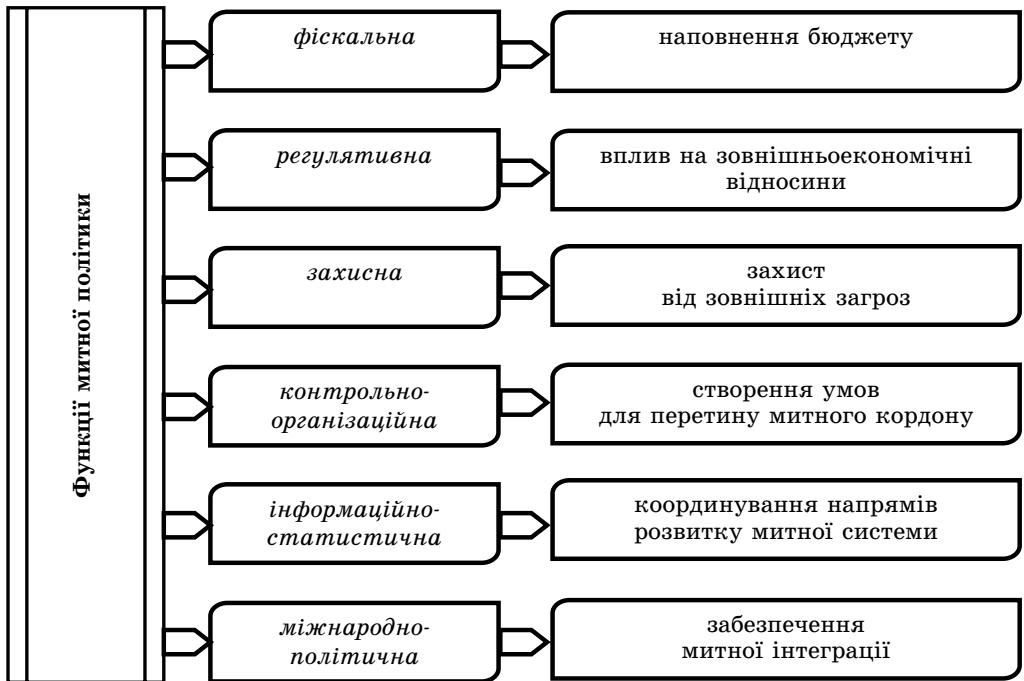 Функції митної політики
фіскальна
наповнення бюджету
регулятивна
вплив на зовнішньоекономічні
відносини
захисна
захист
від зовнішніх загроз
контрольно-
організаційна
створення умов
для перетину митного кордону
інформаційно-
статистична
координування напрямів
розвитку митної системи
міжнародно-
політична
забезпечення
митної інтеграції